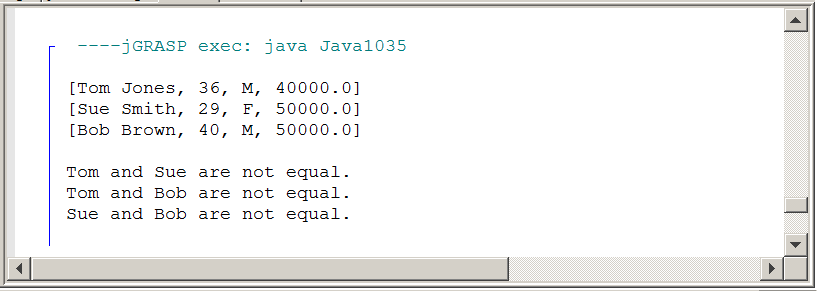 ----jGRASP exec: java Java1035
[Tom Jones, 36, M, 40000.0]
[Sue Smith, 29, F, 50000.0]
[Bob Brown, 40, M, 50000.0]
Tom and Sue are not equal.
Tom and Bob are not equal.
Sue and Bob are not equal.